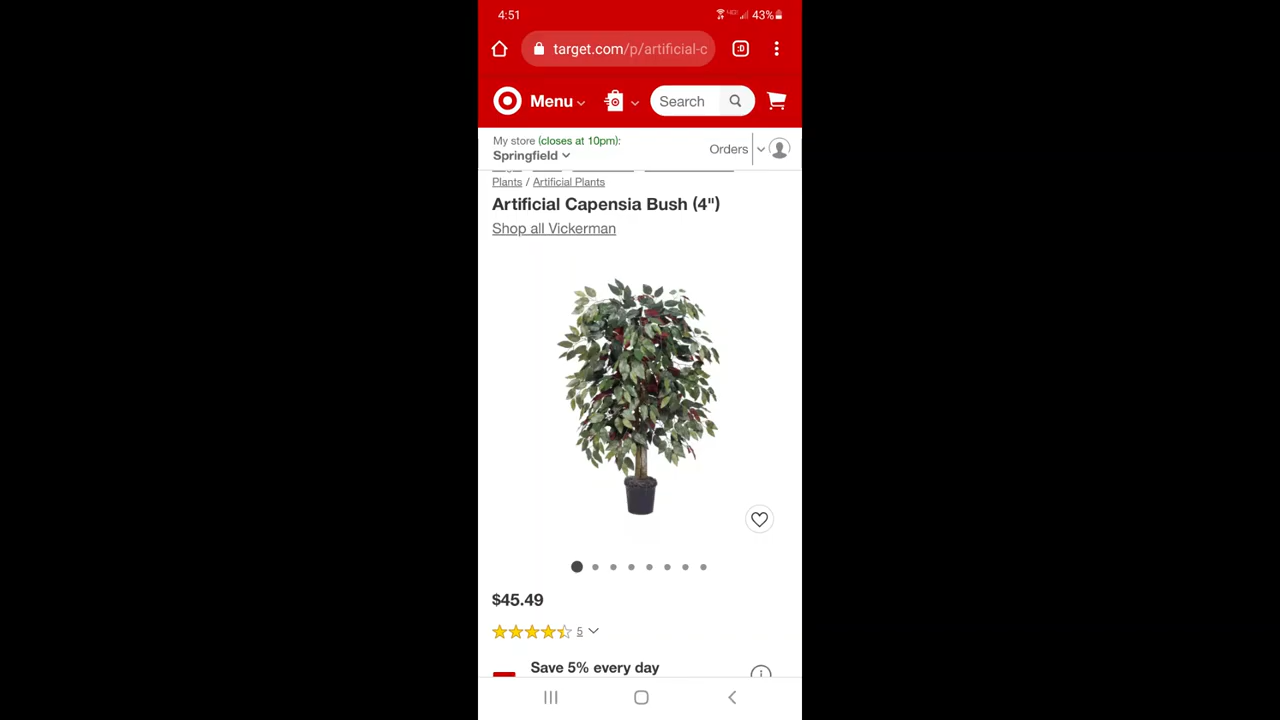 4:51
43%
target.com/p/artificial-c
:D
Menu
Search
My store (closes at 10pm):
Springfield
Orders
Plants / Artificial Plants
Artificial Capensia Bush (4")
Shop all Vickerman
$45.49
5
Save 5% every day